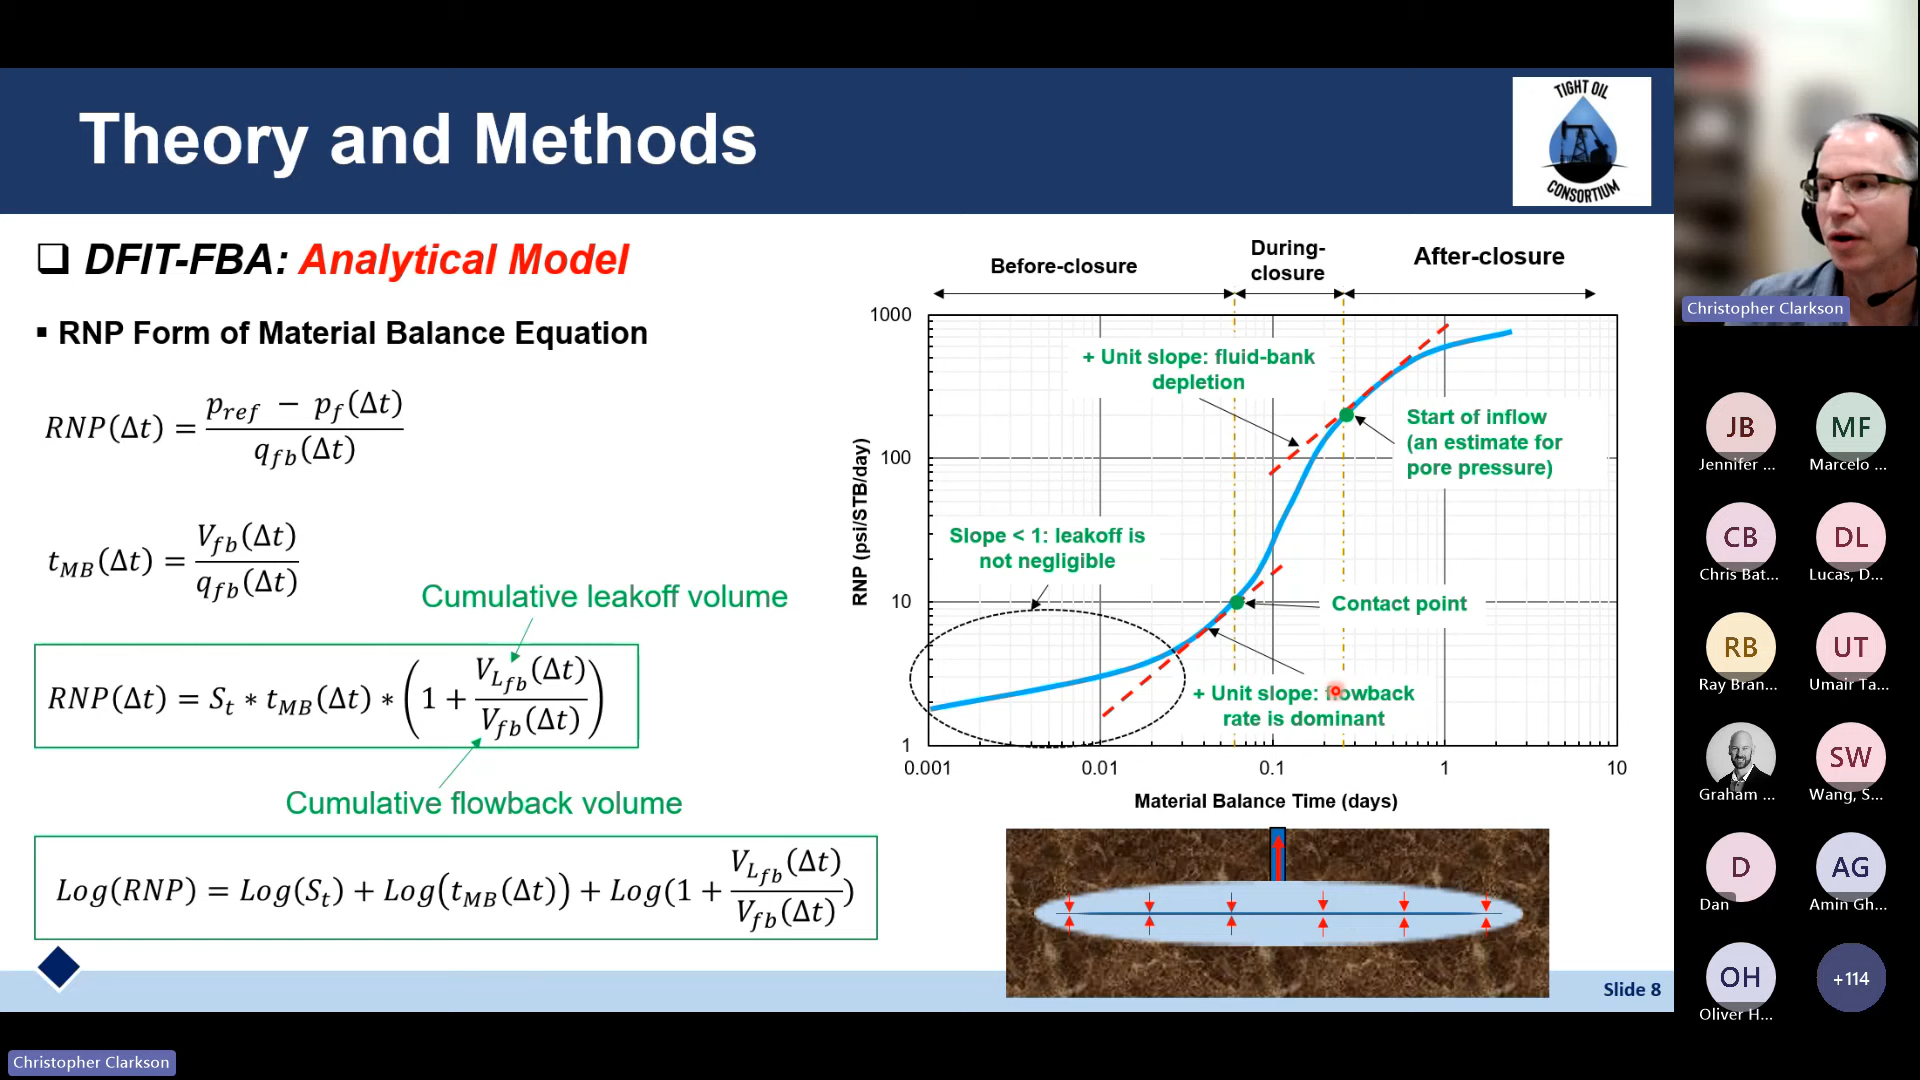 Theory and Methods
TIGHT OIL
CONSORTIUM
DFIT-FBA: Analytical Model
▪ RNP Form of Material Balance Equation
RNP(Δt) = (p_ref − p_f(Δt)) / q_fb(Δt)
t_MB(Δt) = V_fb(Δt) / q_fb(Δt)
Cumulative leakoff volume
RNP(Δt) = S_t * t_MB(Δt) * (1 + V_Lfb(Δt) / V_fb(Δt))
Cumulative flowback volume
Log(RNP) = Log(S_t) + Log(t_MB(Δt)) + Log(1 + V_Lfb(Δt) / V_fb(Δt))
Before-closure
During-
closure
After-closure
1000
100
10
1
RNP (psi/STB/day)
+ Unit slope: fluid-bank
depletion
Start of inflow
(an estimate for
pore pressure)
Slope < 1: leakoff is
not negligible
Contact point
+ Unit slope: flowback
rate is dominant
0.001
0.01
0.1
1
10
Material Balance Time (days)
Slide 8
Christopher Clarkson
JB
Jennifer ...
MF
Marcelo ...
CB
Chris Bat...
DL
Lucas, D...
RB
Ray Bran...
UT
Umair Ta...
Graham ...
SW
Wang, S...
D
Dan
AG
Amin Gh...
OH
Oliver H...
+114
Christopher Clarkson